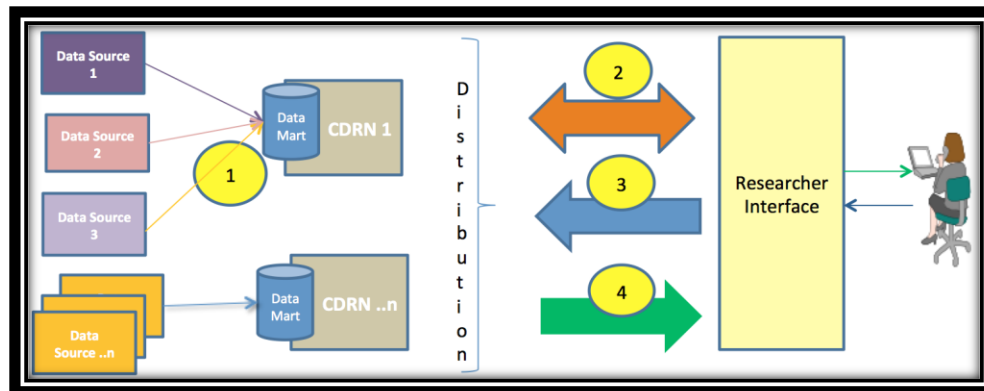 Data Source
1
Data Source
2
Data Source
3
Data
Source ..n
1
Data
Mart
CDRN 1
Data
Mart
CDRN ..n
Distribution
2
3
4
Researcher
Interface